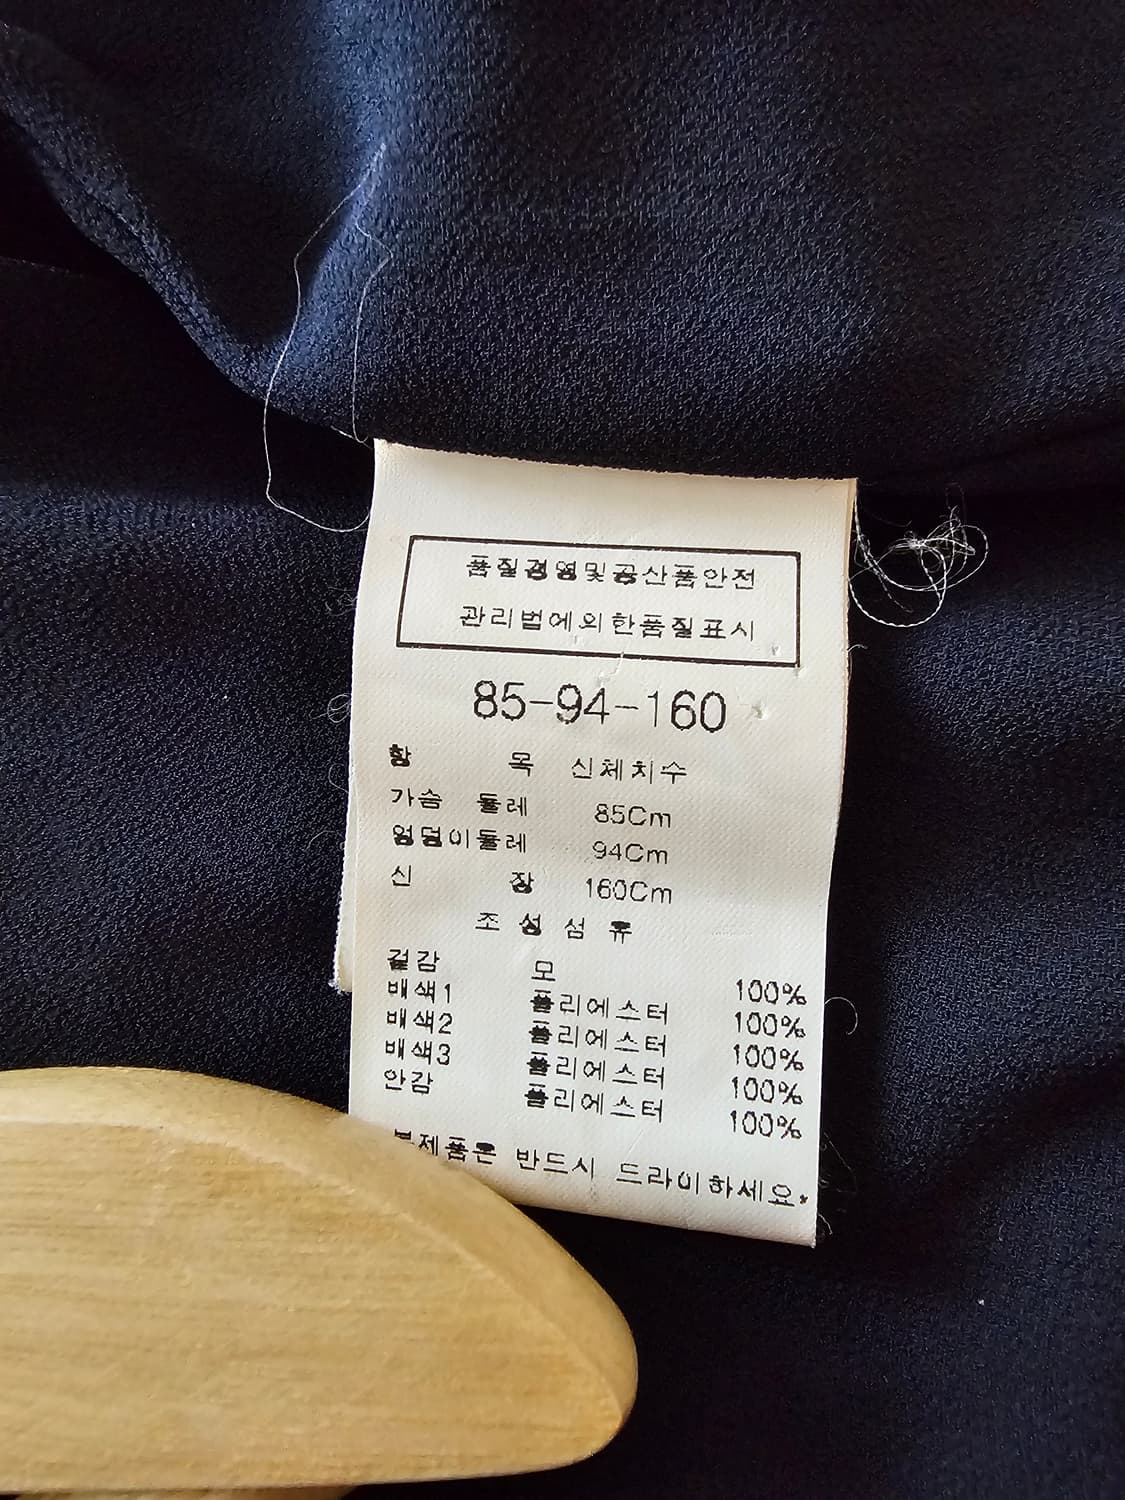 품질경영및공산품안전
관리법에의한품질표시
85-94-160
항 목 신체치수
가슴 둘레 85Cm
엉덩이둘레 94Cm
신 장 160Cm
조 성 섬 유
겉감 모 100%
배색1 폴리에스터 100%
배색2 폴리에스터 100%
배색3 폴리에스터 100%
안감 폴리에스터 100%
본제품은 반드시 드라이하세요.